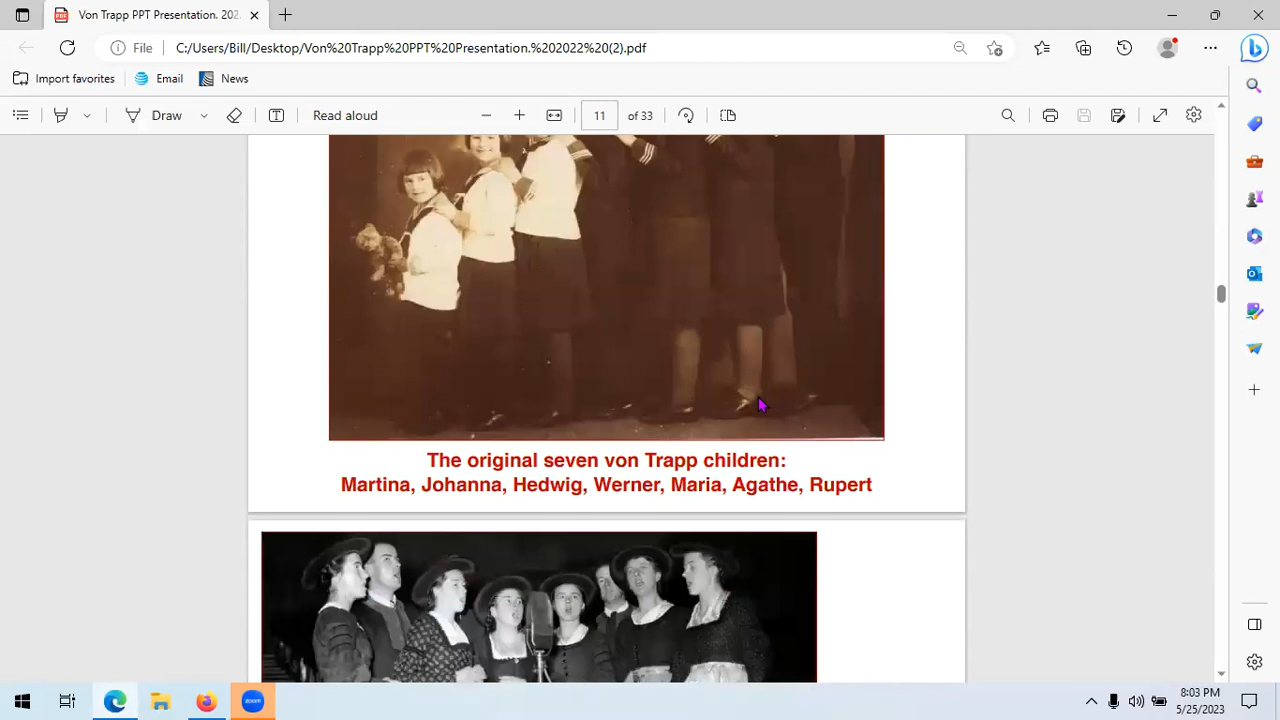 Von Trapp PPT Presentation. 202
File
C:/Users/Bill/Desktop/Von%20Trapp%20PPT%20Presentation.%202022%20(2).pdf
Import favorites
Email
News
Draw
Read aloud
11 of 33
The original seven von Trapp children:
Martina, Johanna, Hedwig, Werner, Maria, Agathe, Rupert
zoom
8:03 PM
5/25/2023